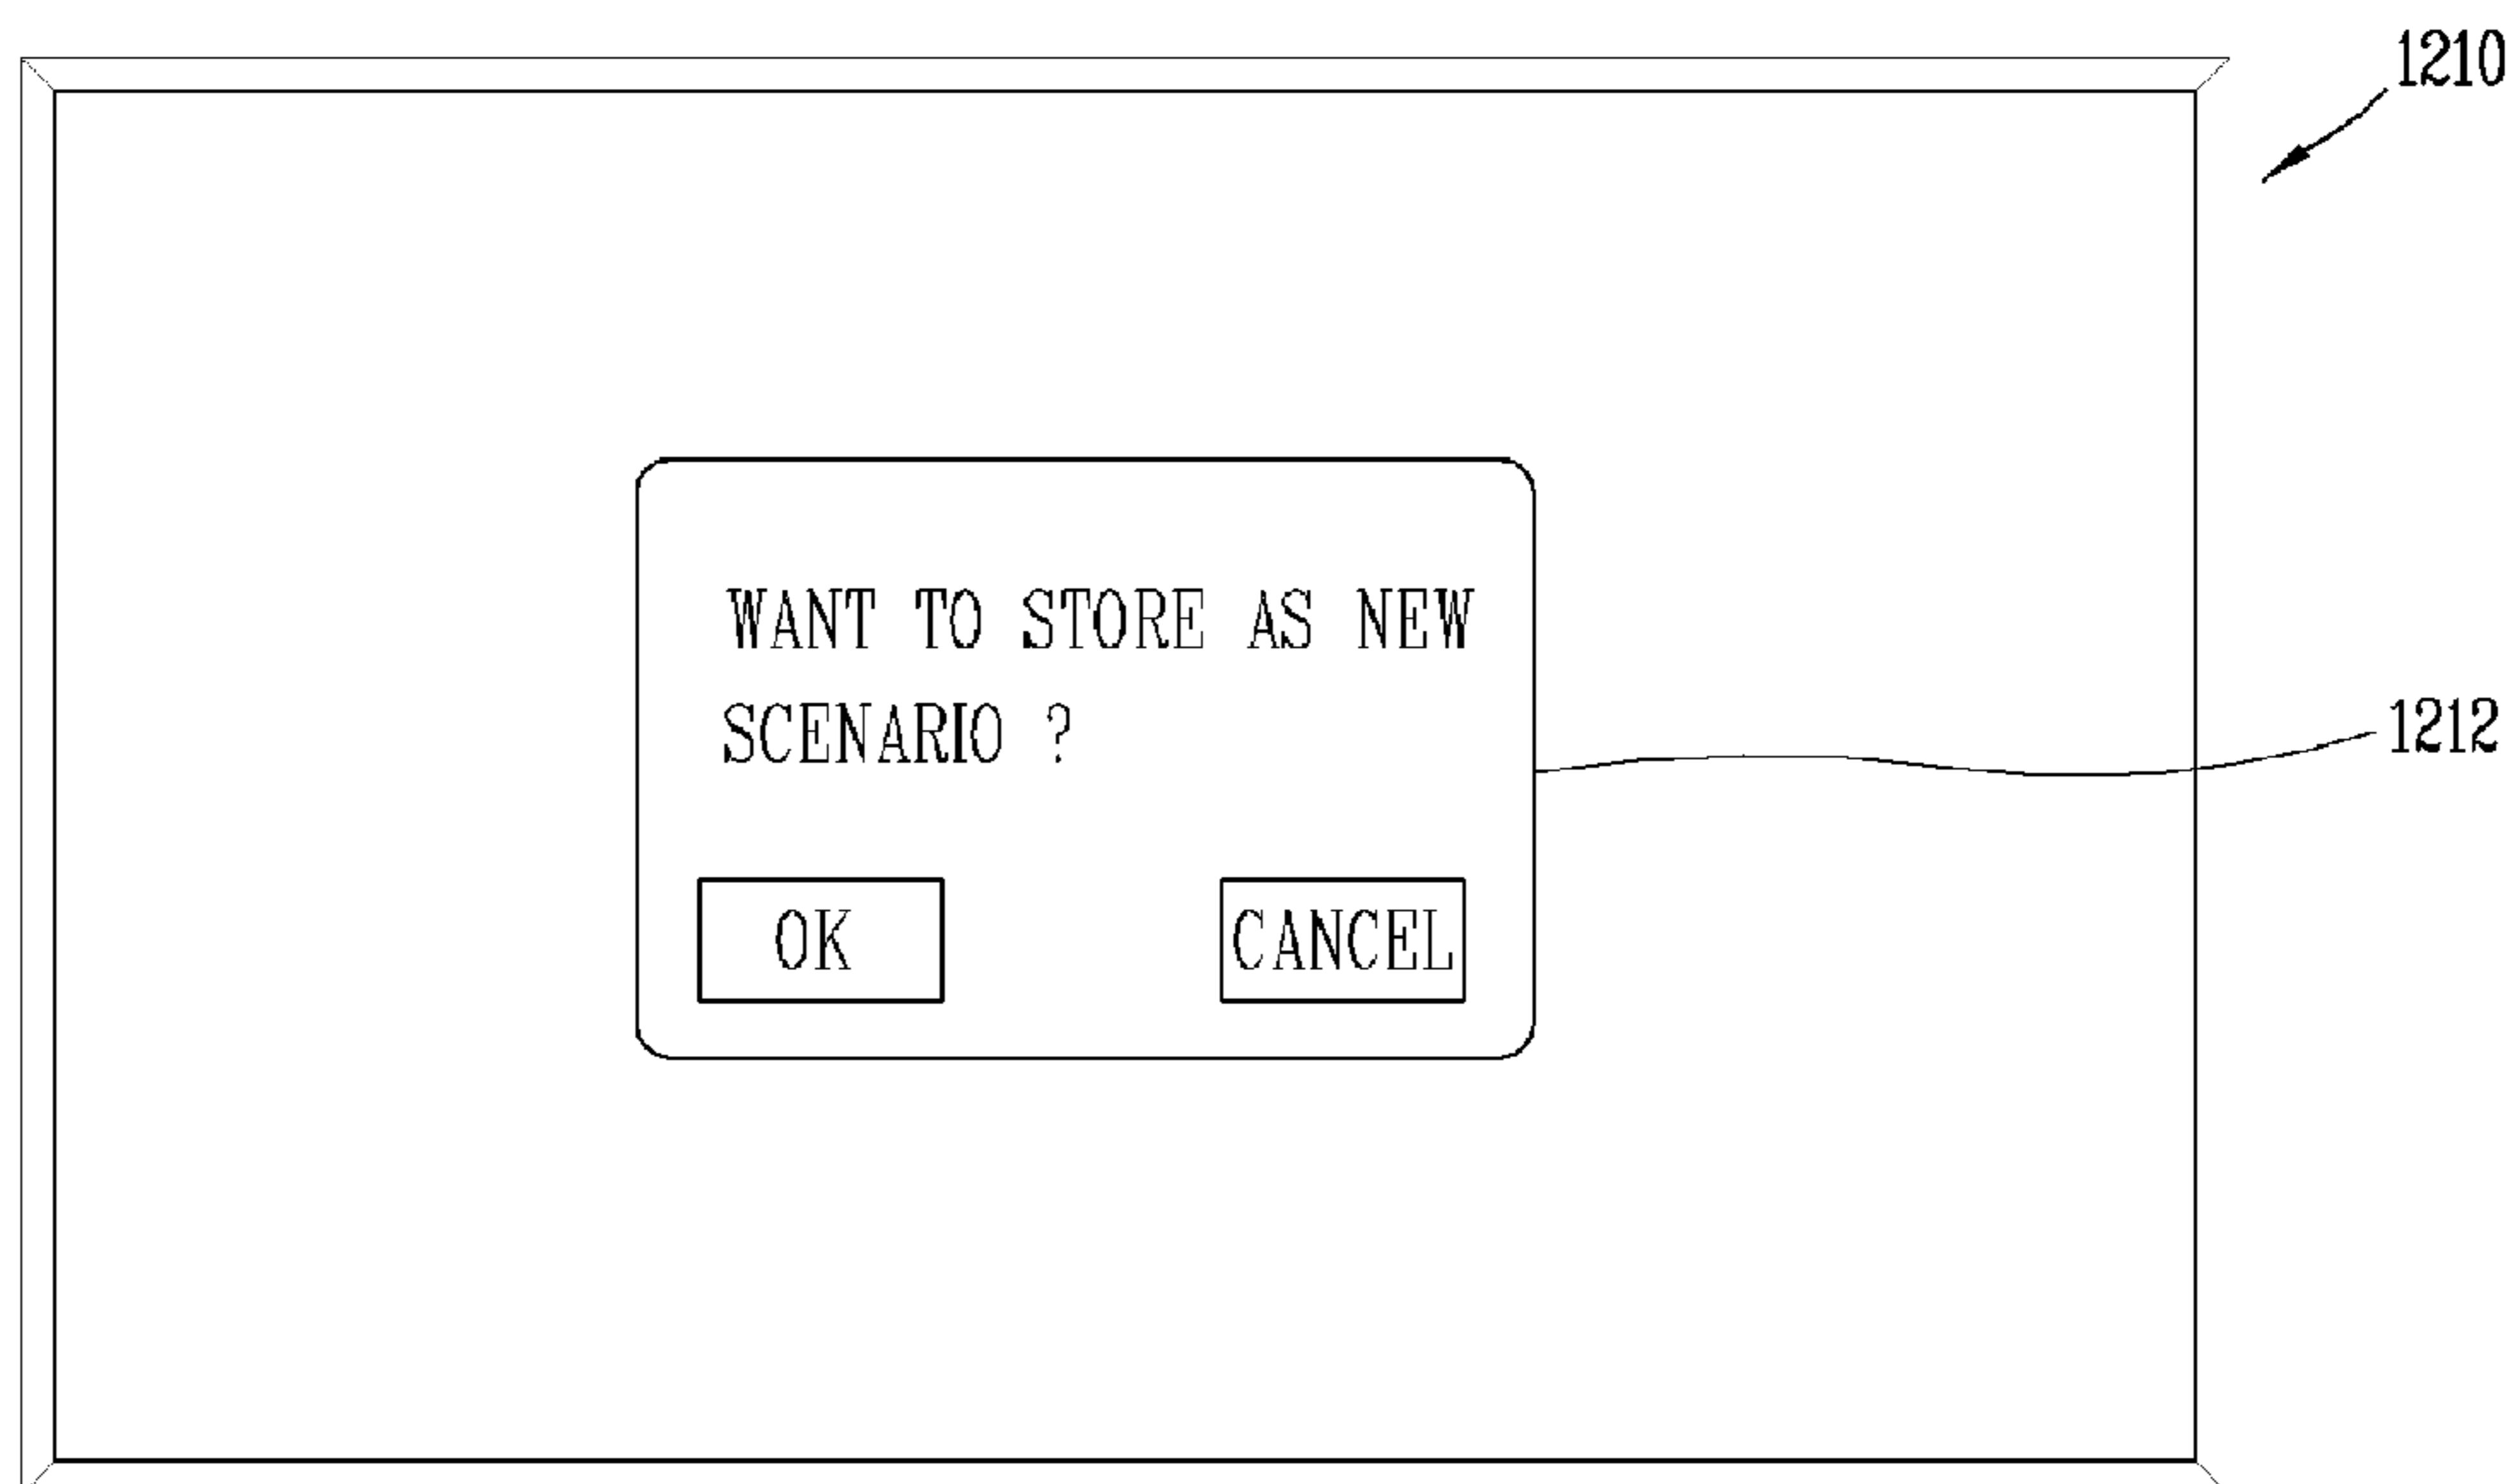 1210
WANT TO STORE AS NEW
SCENARIO ?
1212
OK
CANCEL